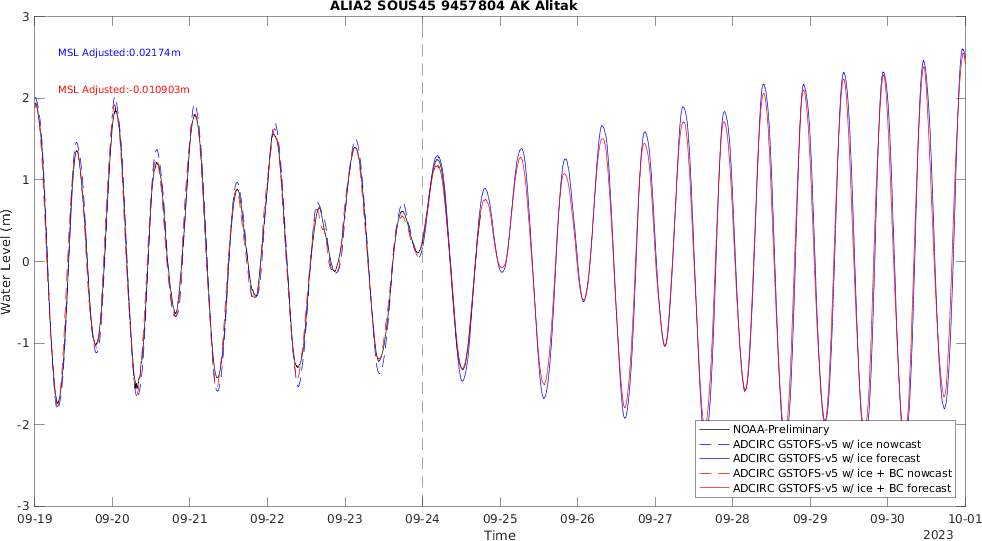 ALIA2 SOUS45 9457804 AK Alitak
MSL Adjusted:0.02174m
MSL Adjusted:-0.010903m
3
2
1
0
-1
-2
-3
Water Level (m)
NOAA-Preliminary
ADCIRC GSTOFS-v5 w/ ice nowcast
ADCIRC GSTOFS-v5 w/ ice forecast
ADCIRC GSTOFS-v5 w/ ice + BC nowcast
ADCIRC GSTOFS-v5 w/ ice + BC forecast
09-19 09-20 09-21 09-22 09-23 09-24 09-25 09-26 09-27 09-28 09-29 09-30 10-01
Time
2023